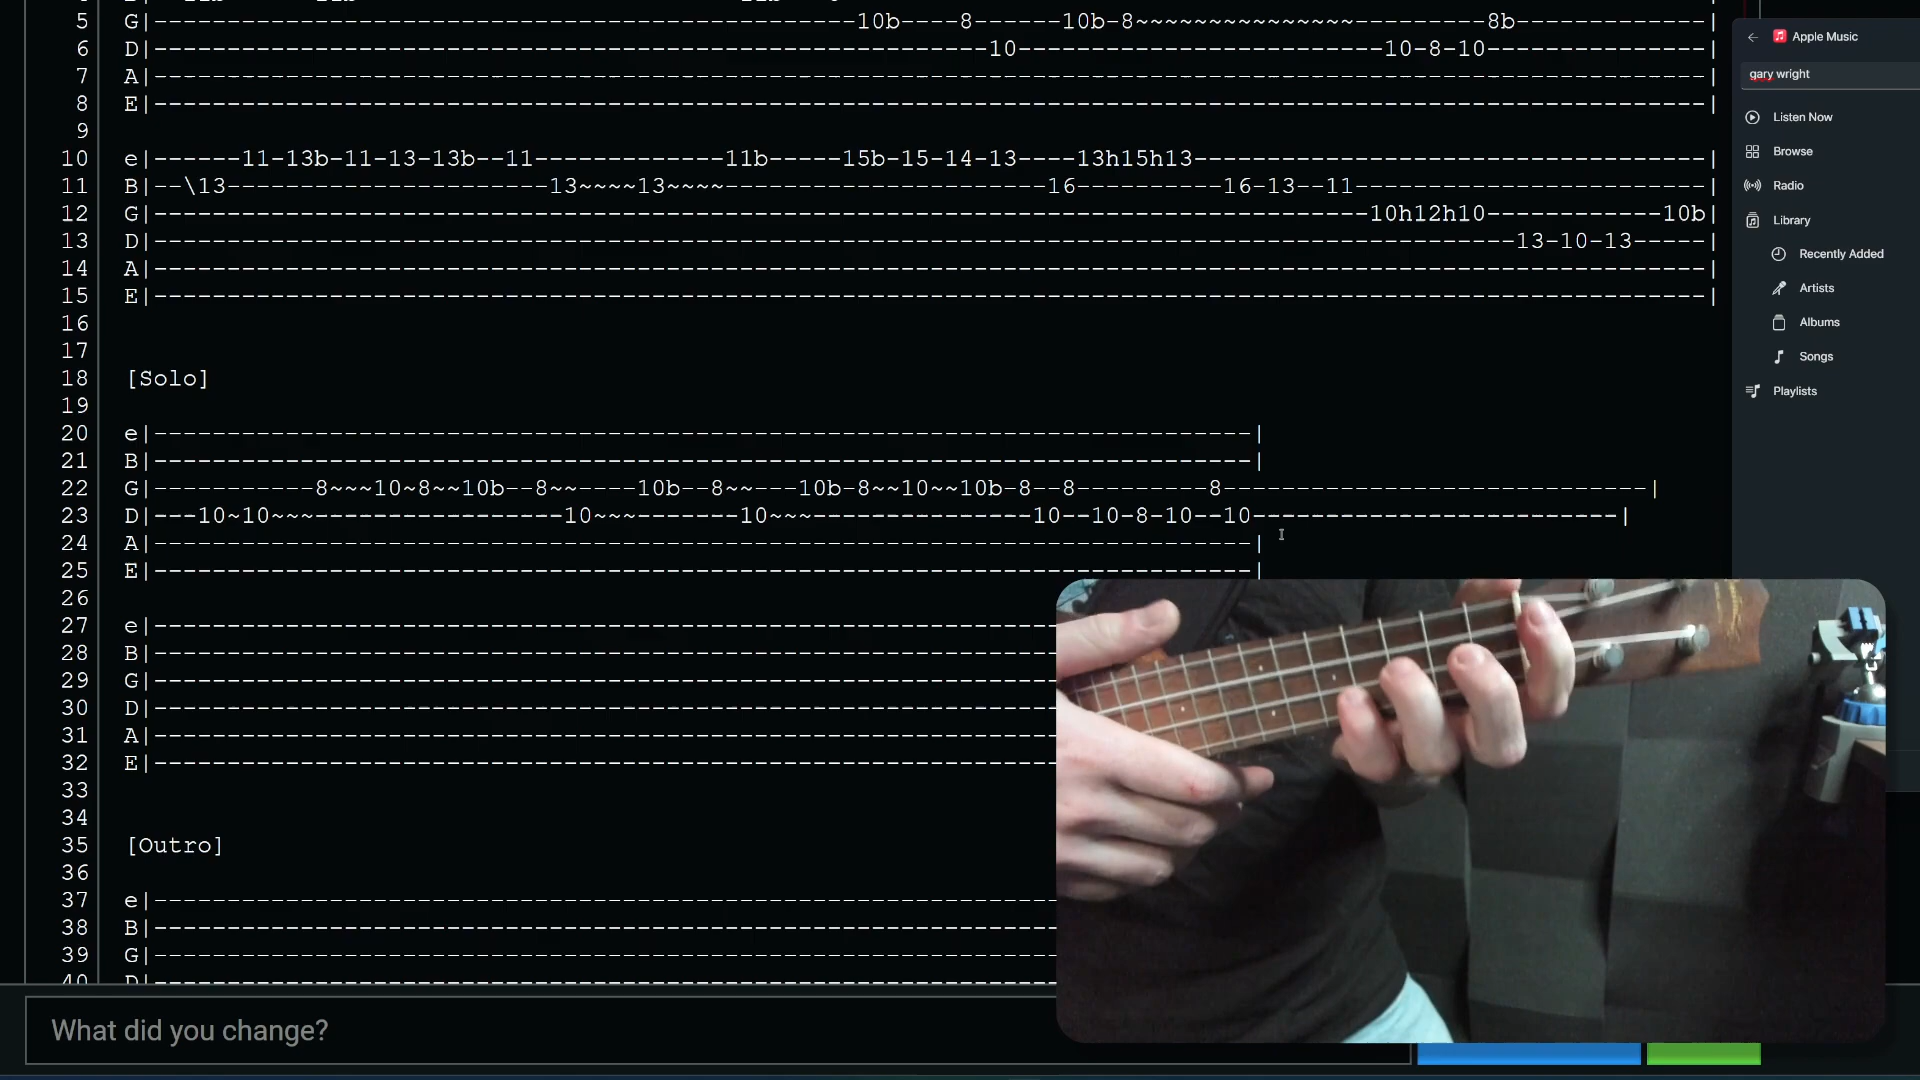 5 G|------------------------------------------------10b----8------10b-8~~~~~~~~~~~~~~~---------8b-------------|
6 D|---------------------------------------------------------10-------------------------10-8-10---------------|
7 A|----------------------------------------------------------------------------------------------------------|
8 E|----------------------------------------------------------------------------------------------------------|
9
10 e|------11-13b-11-13-13b--11-------------11b-----15b-15-14-13----13h15h13-----------------------------------|
11 B|--\13----------------------13~~~~13~~~~----------------------16----------16-13--11------------------------|
12 G|-----------------------------------------------------------------------------------10h12h10------------10b|
13 D|---------------------------------------------------------------------------------------------13-10-13-----|
14 A|----------------------------------------------------------------------------------------------------------|
15 E|----------------------------------------------------------------------------------------------------------|
16
17
18 [Solo]
19
20 e|---------------------------------------------------------------------------|
21 B|---------------------------------------------------------------------------|
22 G|-----------8~~~10~8~~10b--8~~----10b--8~~---10b-8~~10~~10b-8--8---------8-----------------------------|
23 D|---10~10~~~-----------------10~~~-------10~~~---------------10--10-8-10--10-------------------------|
24 A|---------------------------------------------------------------------------|
25 E|---------------------------------------------------------------------------|
26
27 e|--------------------------------------------------------------
28 B|--------------------------------------------------------------
29 G|--------------------------------------------------------------
30 D|--------------------------------------------------------------
31 A|--------------------------------------------------------------
32 E|--------------------------------------------------------------
33
34
35 [Outro]
36
37 e|--------------------------------------------------------------
38 B|--------------------------------------------------------------
39 G|--------------------------------------------------------------
40 D|--------------------------------------------------------------
What did you change?
Apple Music
gary wright
Listen Now
Browse
Radio
Library
Recently Added
Artists
Albums
Songs
Playlists